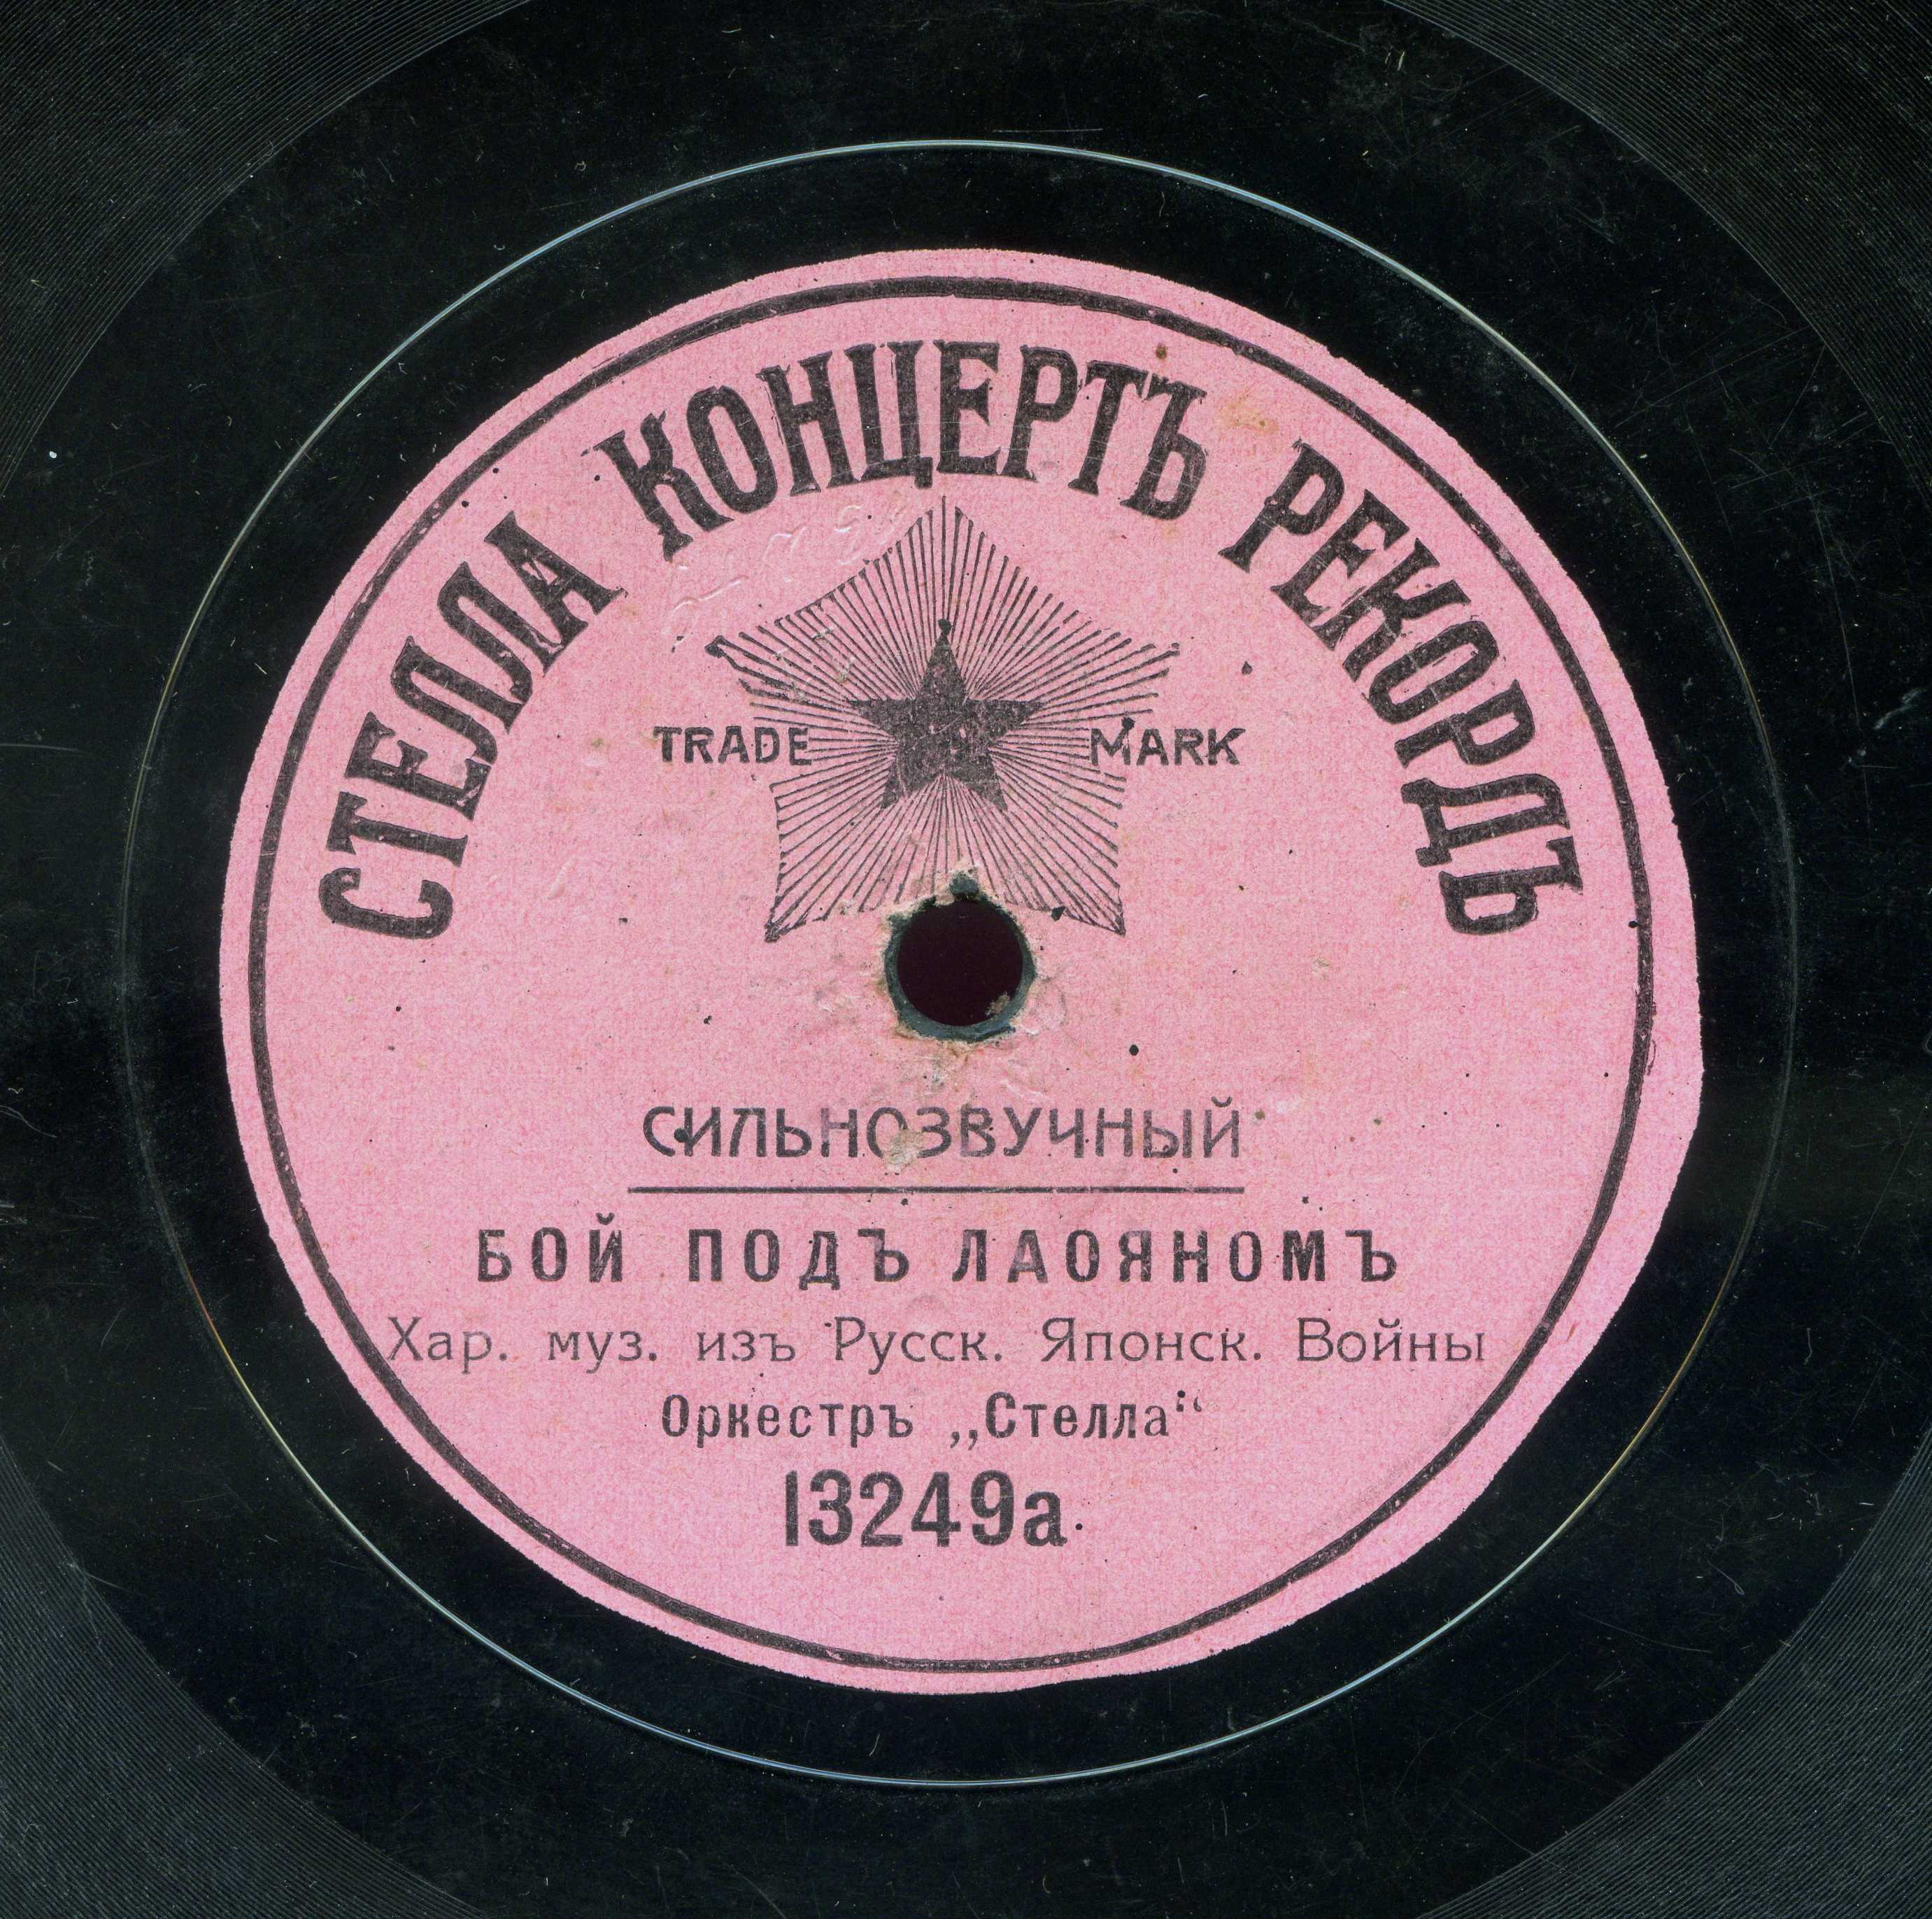 СТЕЛЛА КОНЦЕРТЪ РЕКОРДЪ
TRADE MARK
СИЛЬНОЗВУЧНЫЙ
БОЙ ПОДЪ ЛАОЯНОМЪ
Хар. муз. изъ Русск. Японск. Войны
Оркестръ „Стелла“
13249а.